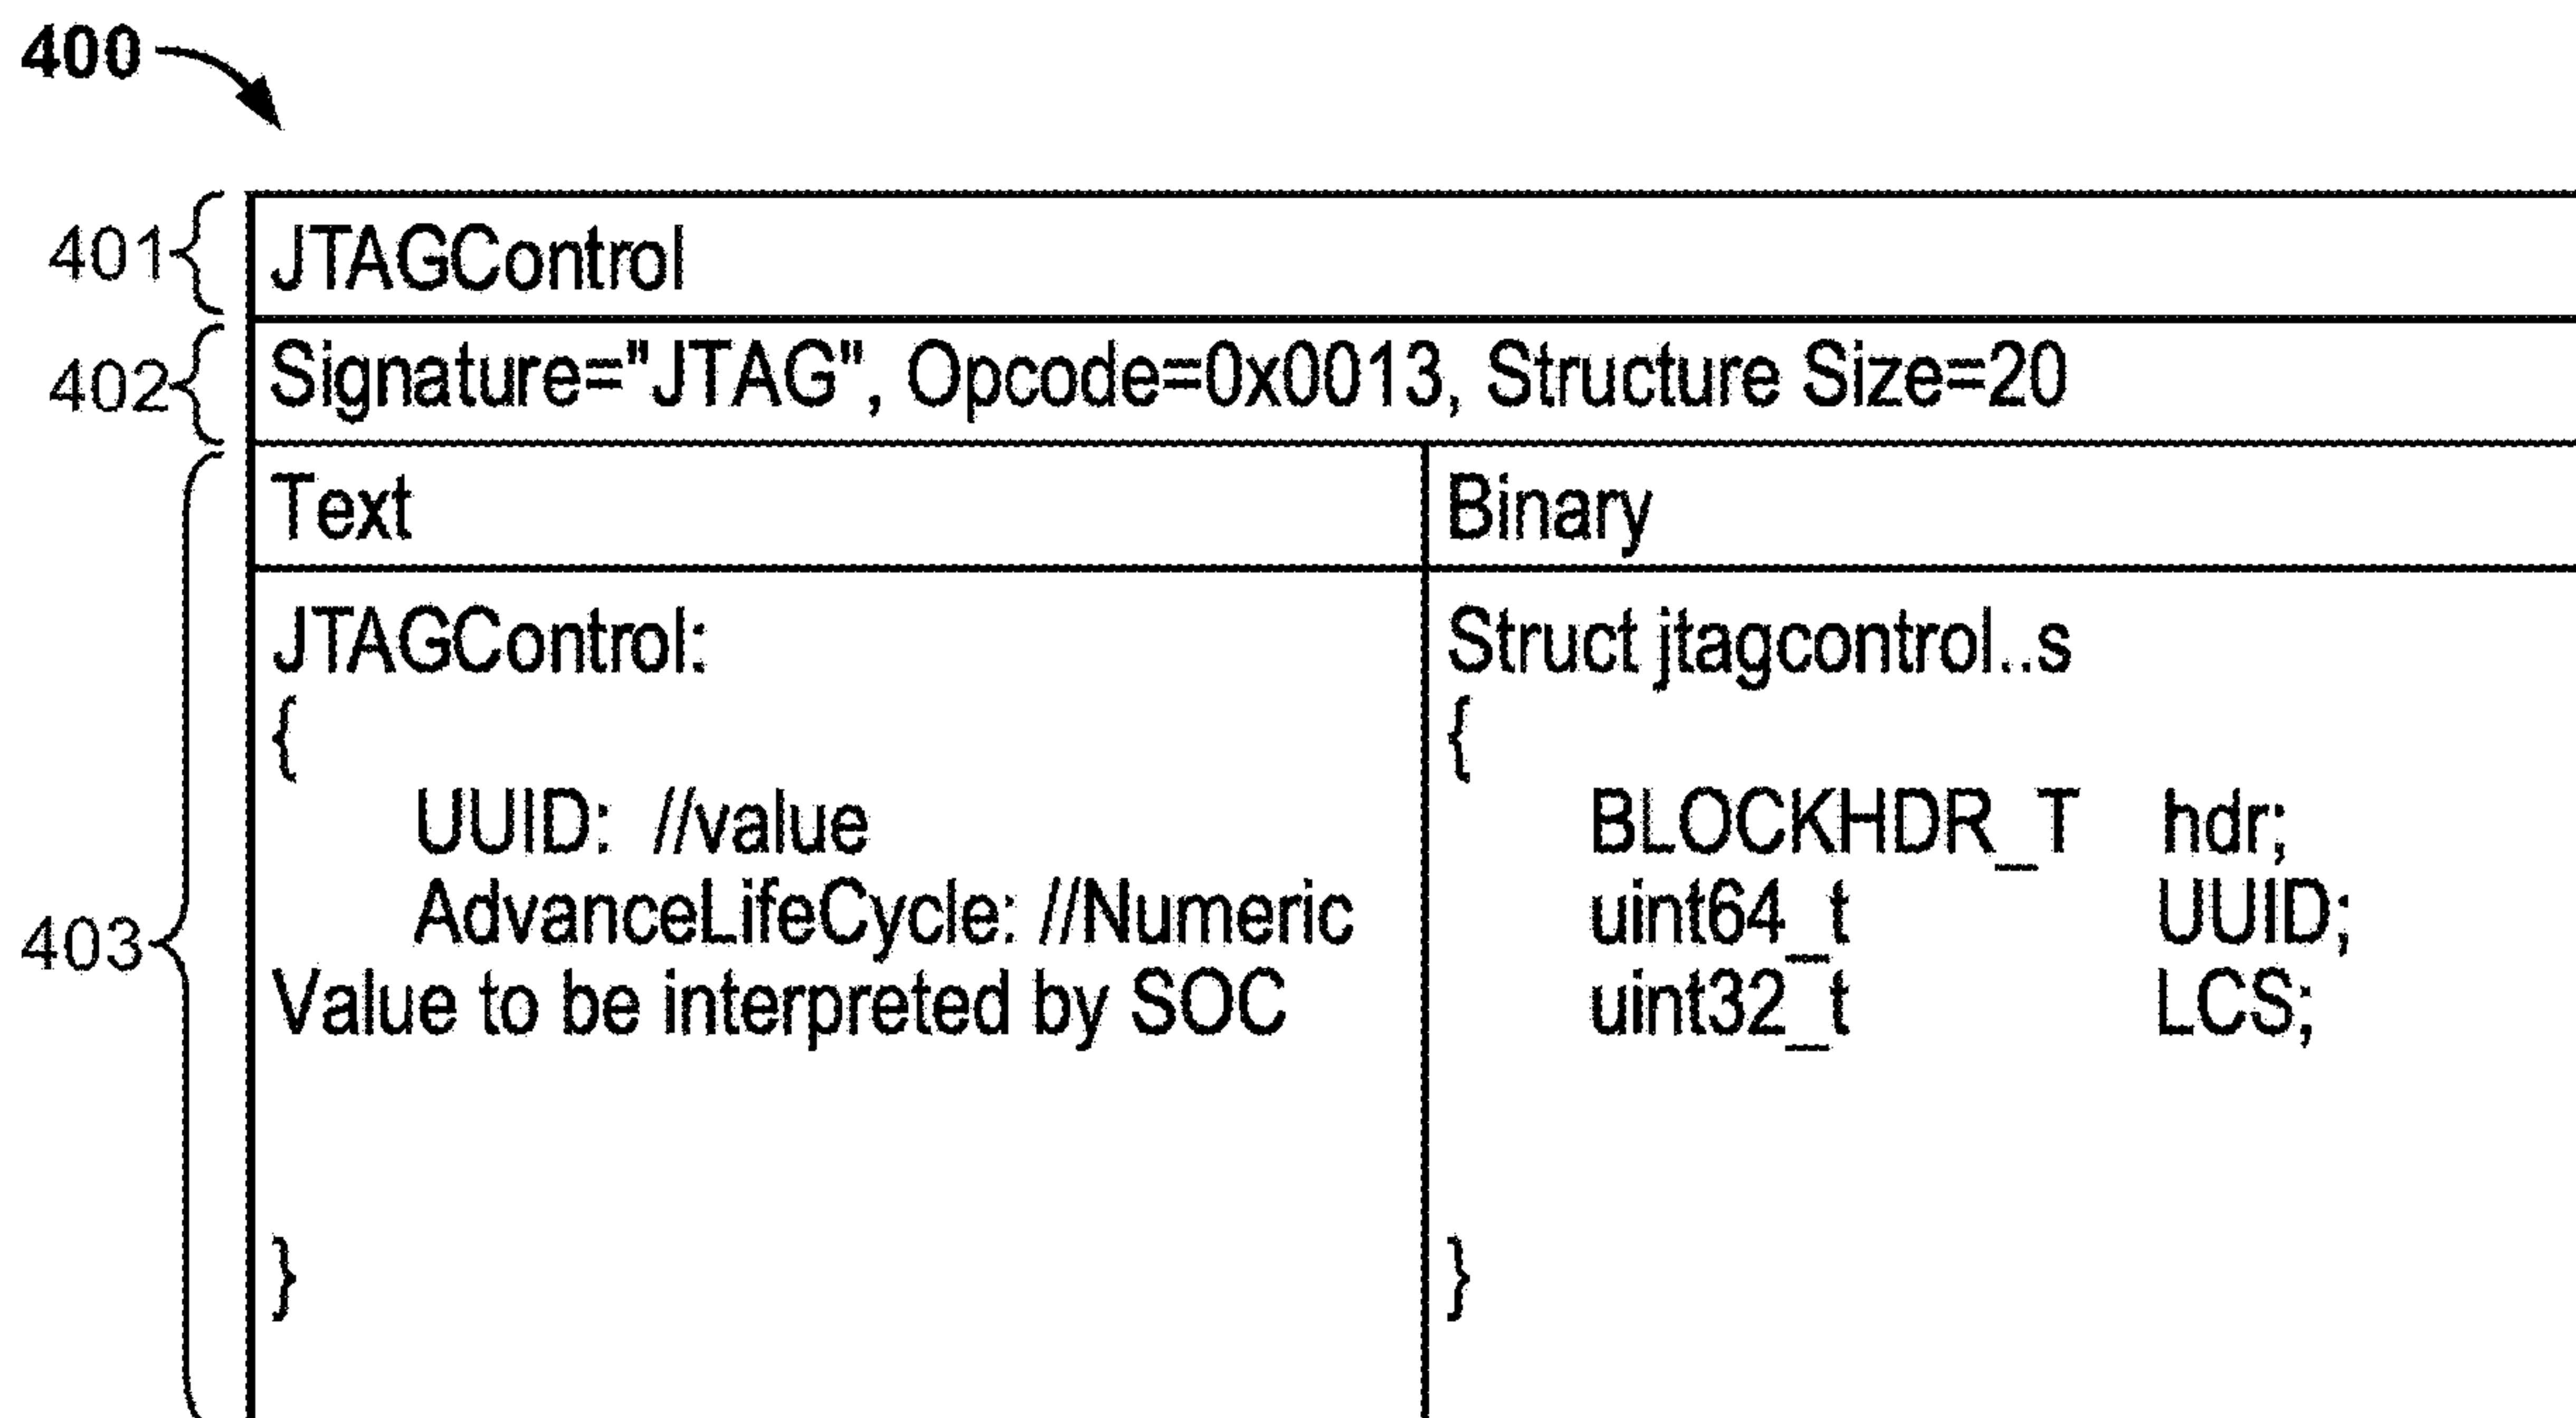 400
401
JTAGControl
402
Signature="JTAG", Opcode=0x0013, Structure Size=20
403
Text
JTAGControl:
{
UUID: //value
AdvanceLifeCycle: //Numeric
Value to be interpreted by SOC
}
Binary
Struct jtagcontrol..s
{
BLOCKHDR_T hdr;
uint64_t UUID;
uint32_t LCS;
}